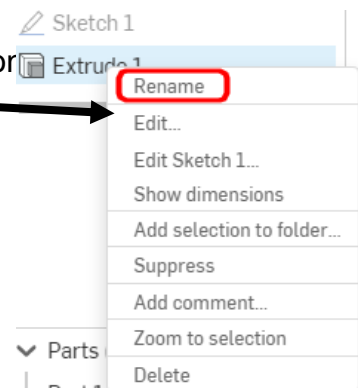 Sketch 1
or
Extrude 1
Rename
Edit...
Edit Sketch 1...
Show dimensions
Add selection to folder...
Suppress
Add comment...
Zoom to selection
Parts
Delete